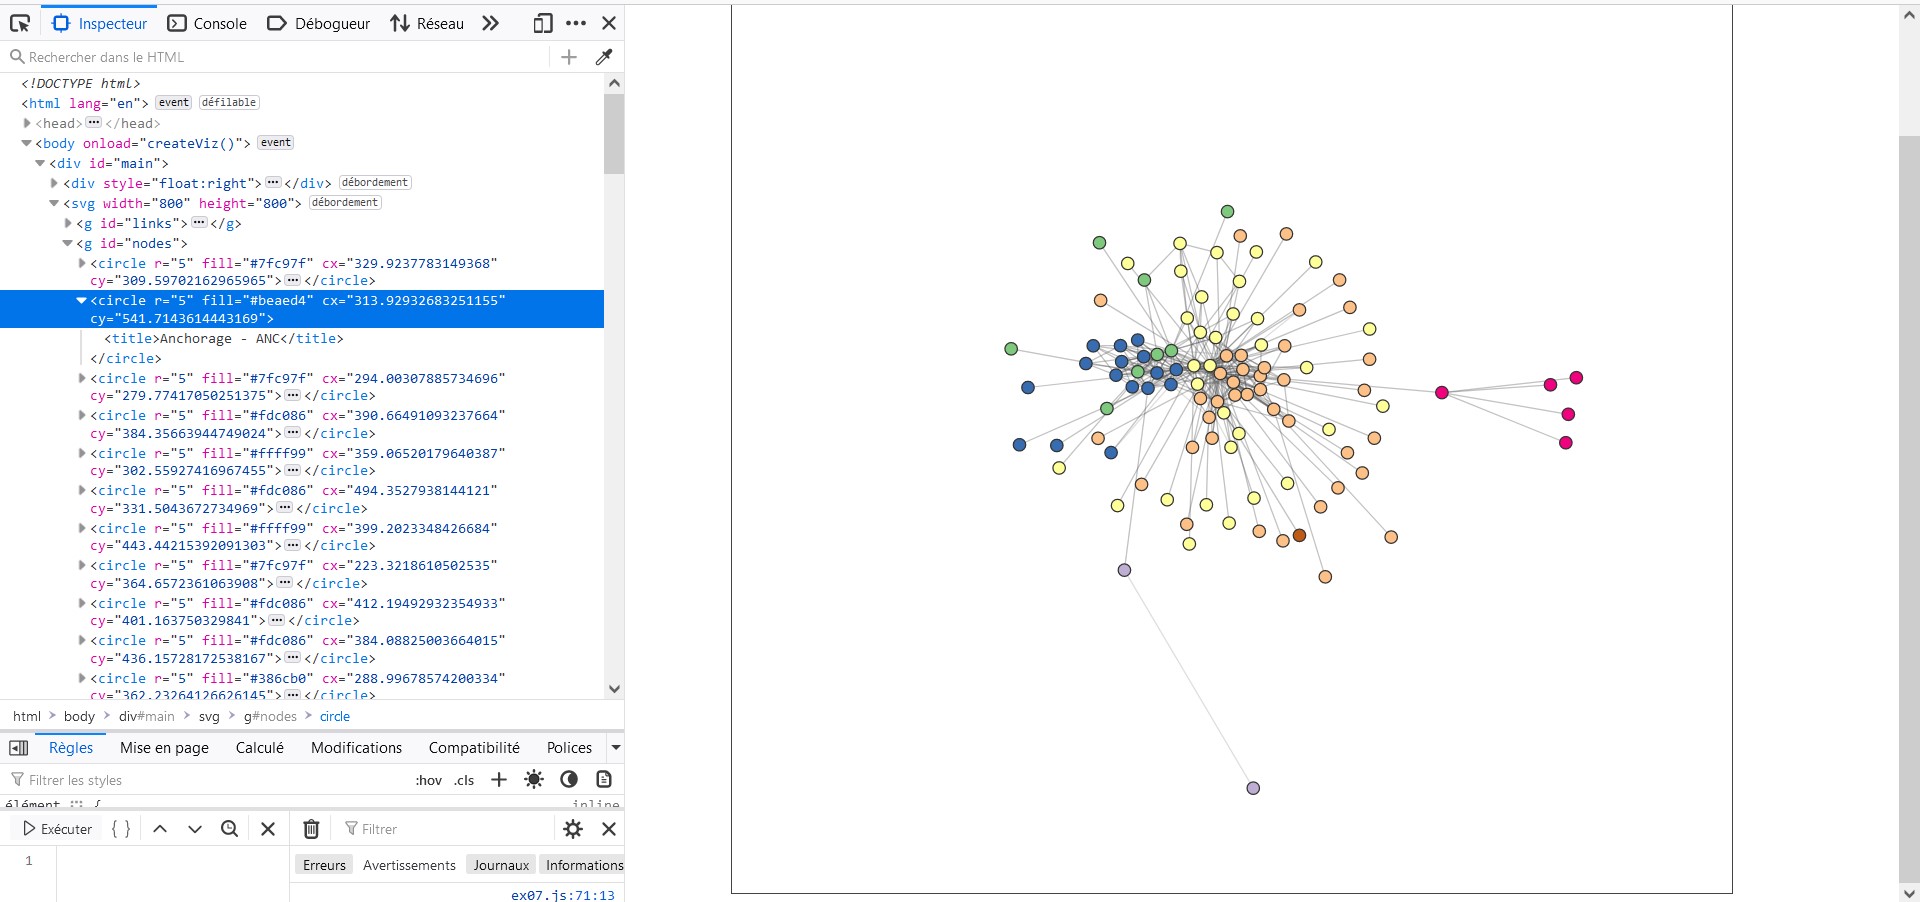 Inspecteur Console Débogueur Réseau
Rechercher dans le HTML
<!DOCTYPE html>
<html lang="en"> event défilable
<head> ••• </head>
<body onload="createViz()"> event
<div id="main">
<div style="float:right"> ••• </div> débordement
<svg width="800" height="800"> débordement
<g id="links"> ••• </g>
<g id="nodes">
<circle r="5" fill="#7fc97f" cx="329.9237783149368"
cy="309.59702162965965"> ••• </circle>
<circle r="5" fill="#beaed4" cx="313.92932683251155"
cy="541.7143614443169">
<title>Anchorage - ANC</title>
</circle>
<circle r="5" fill="#7fc97f" cx="294.00307885734696"
cy="279.77417050251375"> ••• </circle>
<circle r="5" fill="#fdc086" cx="390.66491093237664"
cy="384.35663944749024"> ••• </circle>
<circle r="5" fill="#ffff99" cx="359.06520179640387"
cy="302.55927416967455"> ••• </circle>
<circle r="5" fill="#fdc086" cx="494.3527938144121"
cy="331.5043672734969"> ••• </circle>
<circle r="5" fill="#ffff99" cx="399.2023348426684"
cy="443.44215392091303"> ••• </circle>
<circle r="5" fill="#7fc97f" cx="223.3218610502535"
cy="364.6572361063908"> ••• </circle>
<circle r="5" fill="#fdc086" cx="412.19492932354933"
cy="401.163750329841"> ••• </circle>
<circle r="5" fill="#fdc086" cx="384.08825003664015"
cy="436.15728172538167"> ••• </circle>
<circle r="5" fill="#386cb0" cx="288.99678574200334"
cy="362.23264126626145"> ••• </circle>
html > body > div#main > svg > g#nodes > circle
Règles Mise en page Calculé Modifications Compatibilité Polices
Filtrer les styles :hov .cls
élément { inline
Exécuter { } Filtrer
1
Erreurs Avertissements Journaux Informations
ex07.js:71:13